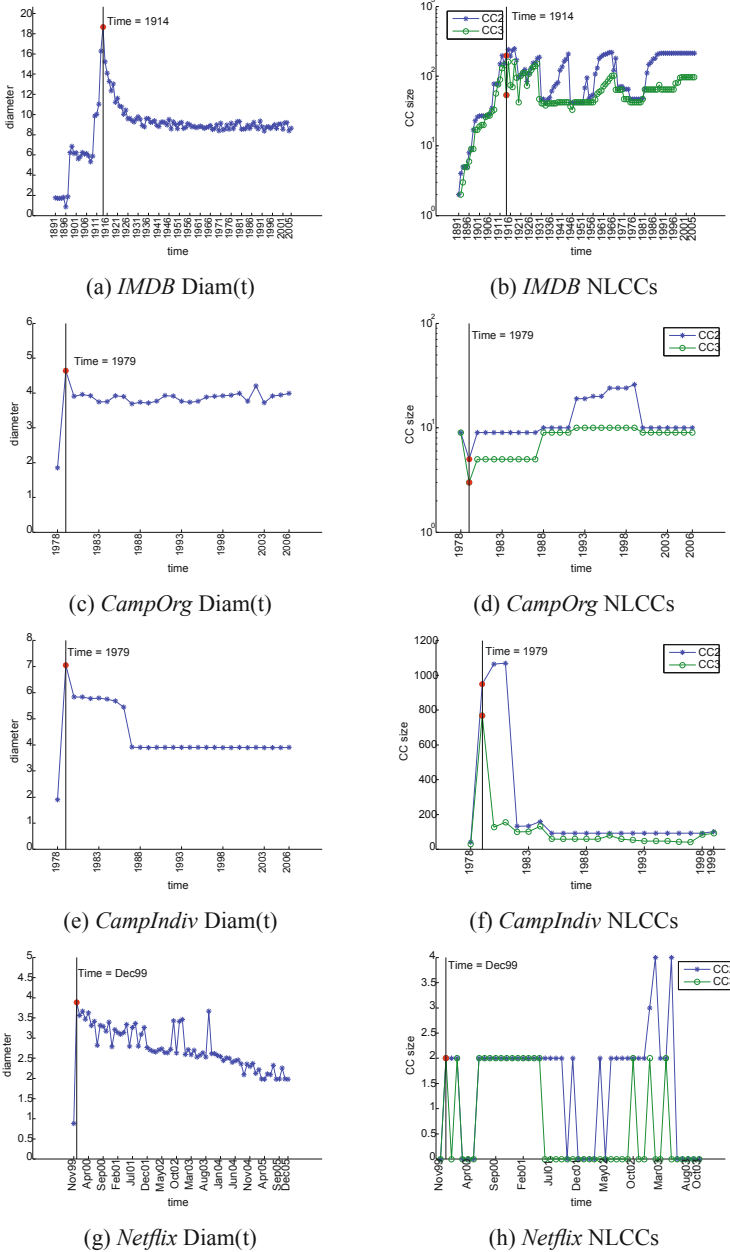 20
18
16
14
12
10
8
6
4
2
0
diameter
Time = 1914
1891
1896
1901
1906
1911
1916
1921
1926
1931
1936
1941
1946
1951
1956
1961
1966
1971
1976
1981
1986
1991
1996
2001
2005
time
(a) IMDB Diam(t)
CC2
CC3
Time = 1914
10^3
10^2
10^1
10^0
CC size
1891
1896
1901
1906
1911
1916
1921
1926
1931
1936
1941
1946
1951
1956
1961
1966
1971
1976
1981
1986
1991
1996
2001
2005
time
(b) IMDB NLCCs
6
5
4
3
2
1
0
diameter
Time = 1979
1978
1983
1988
1993
1998
2003
2006
time
(c) CampOrg Diam(t)
10^2
10^1
10^0
CC size
Time = 1979
CC2
CC3
1978
1983
1988
1993
1998
2003
2006
time
(d) CampOrg NLCCs
8
7
6
5
4
3
2
1
0
diameter
Time = 1979
1978
1983
1988
1993
1998
2003
2006
time
(e) CampIndiv Diam(t)
1200
1000
800
600
400
200
0
CC size
Time = 1979
CC2
CC3
1978
1983
1988
1993
1998
1999
time
(f) CampIndiv NLCCs
5
4.5
4
3.5
3
2.5
2
1.5
1
0.5
0
diameter
Time = Dec99
Nov99
Apr00
Sep00
Feb01
Jul01
Dec01
May02
Oct02
Mar03
Aug03
Jan04
Jun04
Nov04
Apr05
Sep05
Dec05
time
(g) Netflix Diam(t)
4
3.5
3
2.5
2
1.5
1
0.5
0
CC size
Time = Dec99
CC2
CC3
Nov99
Apr00
Sep00
Feb01
Jul01
Dec01
May02
Oct02
Mar03
Aug03
Oct03
time
(h) Netflix NLCCs